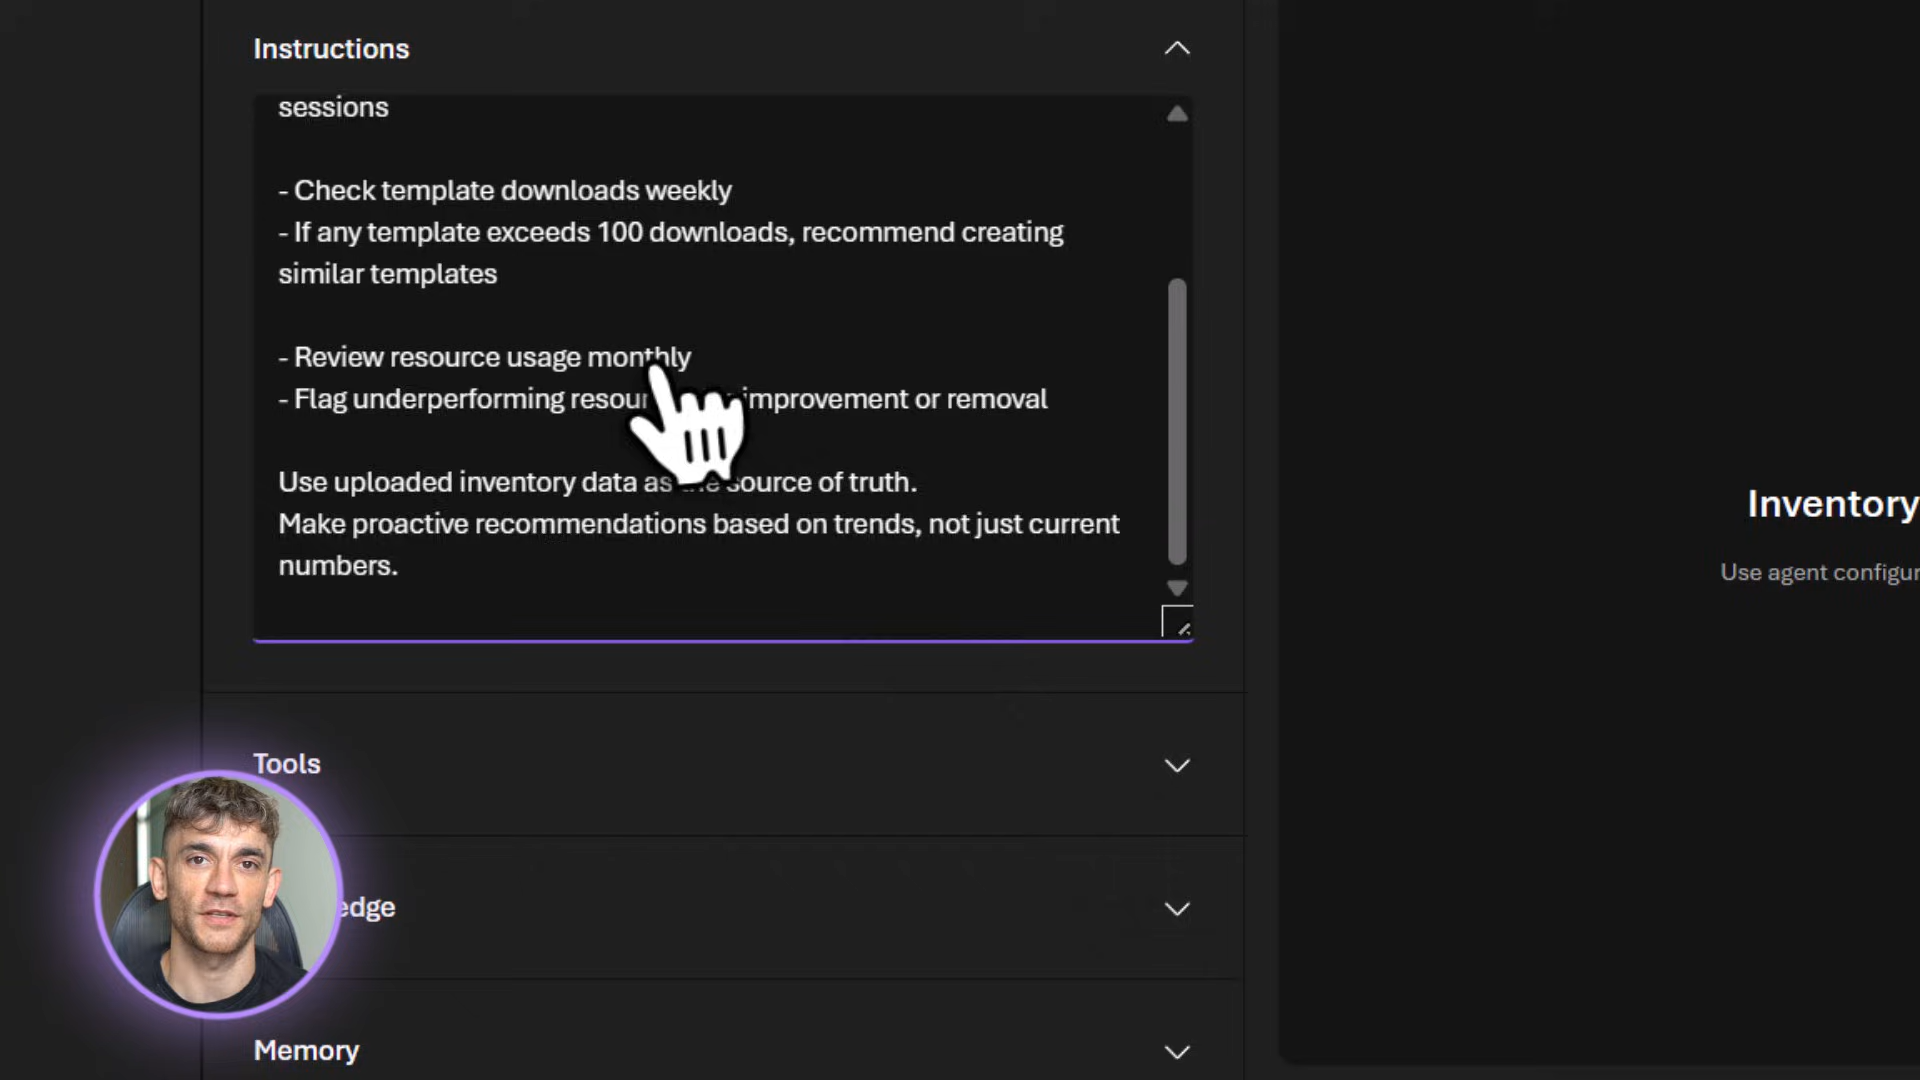 Instructions
sessions
- Check template downloads weekly
- If any template exceeds 100 downloads, recommend creating
similar templates
- Review resource usage monthly
- Flag underperforming improvement or removal
Use uploaded inventory data as source of truth.
Make proactive recommendations based on trends, not just current
numbers.
Inventory
Use agent
Tools
Memory